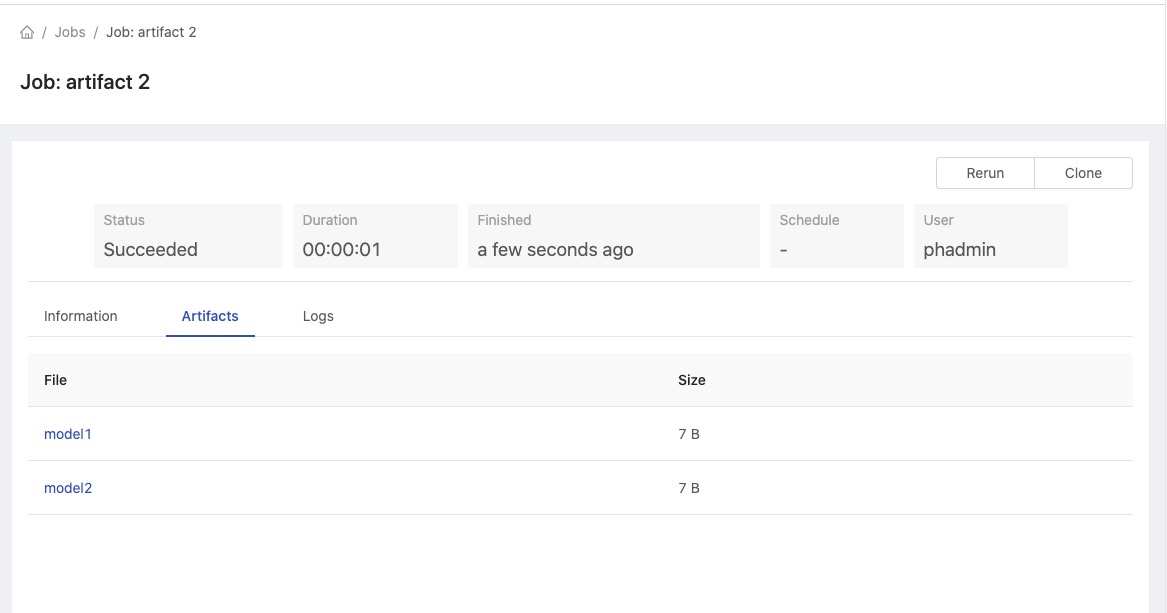 / Jobs / Job: artifact 2
Job: artifact 2
Rerun Clone
Status Duration Finished Schedule User
Succeeded 00:00:01 a few seconds ago - phadmin
Information Artifacts Logs
File Size
model1 7 B
model2 7 B